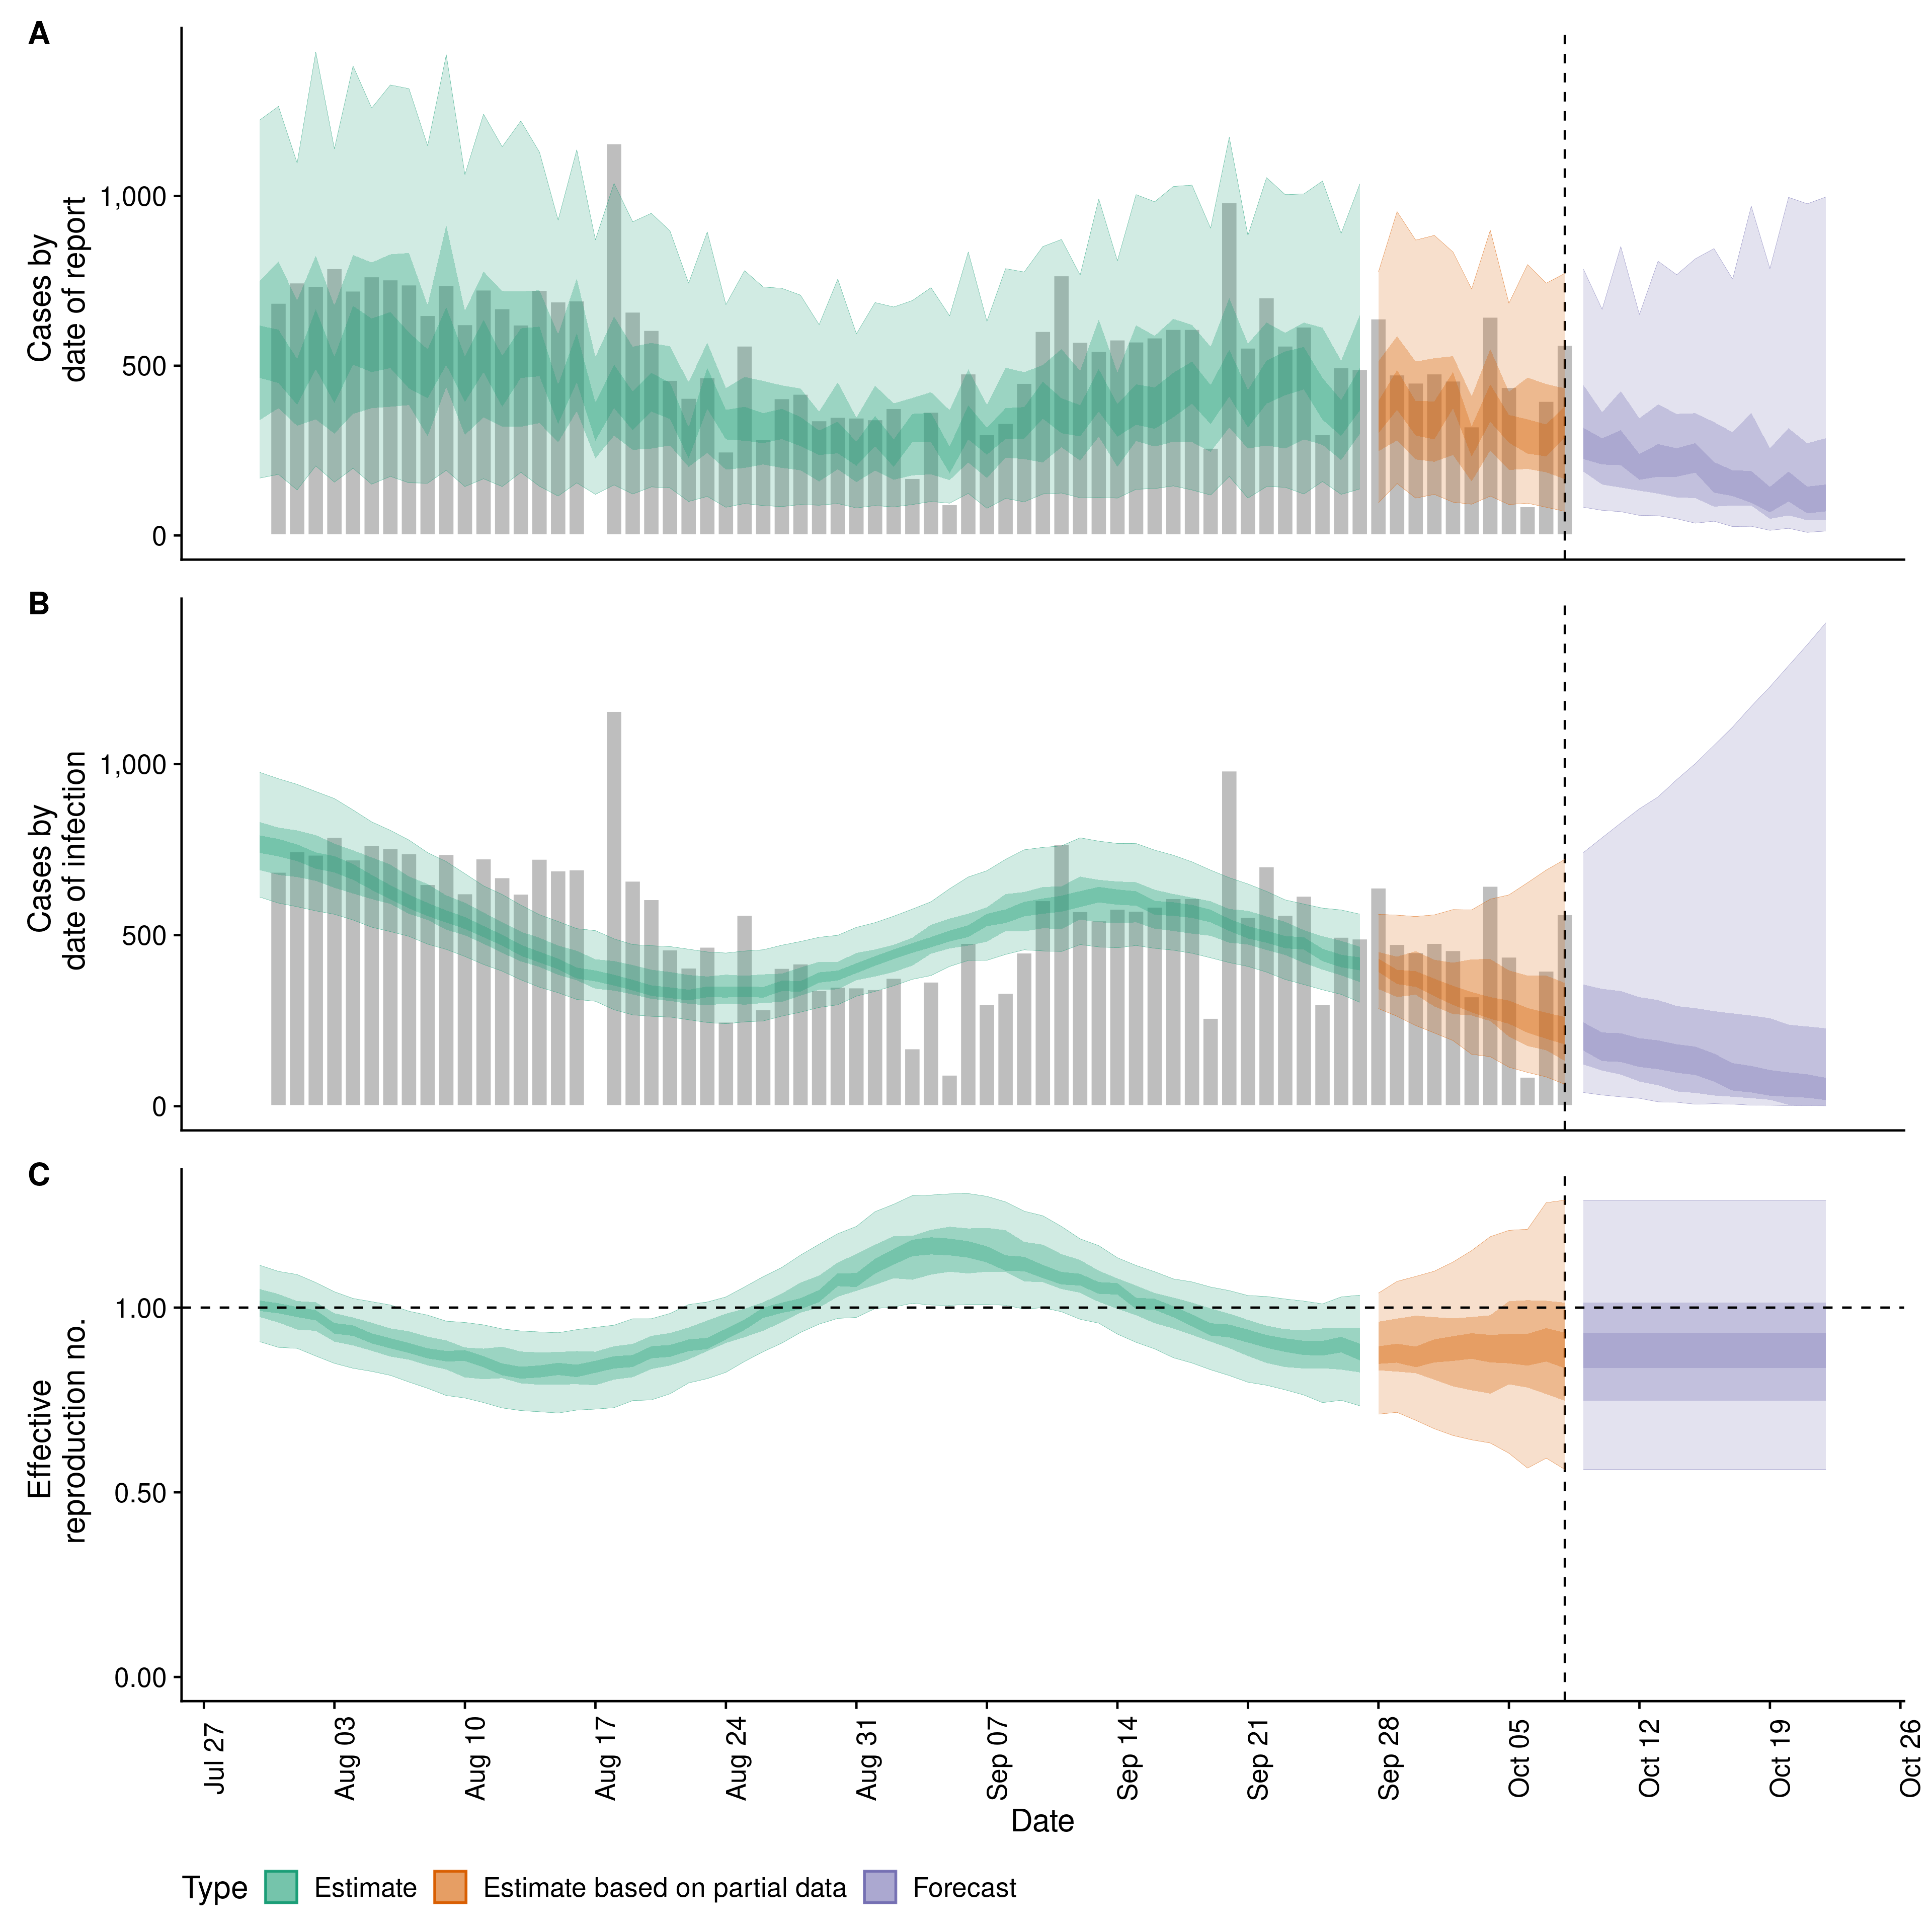 A
Cases by
date of report
1,000
500
0
B
Cases by
date of infection
1,000
500
0
C
Effective
reproduction no.
1.00
0.50
0.00
Jul 27
Aug 03
Aug 10
Aug 17
Aug 24
Aug 31
Sep 07
Sep 14
Sep 21
Sep 28
Oct 05
Oct 12
Oct 19
Oct 26
Date
Type Estimate Estimate based on partial data Forecast